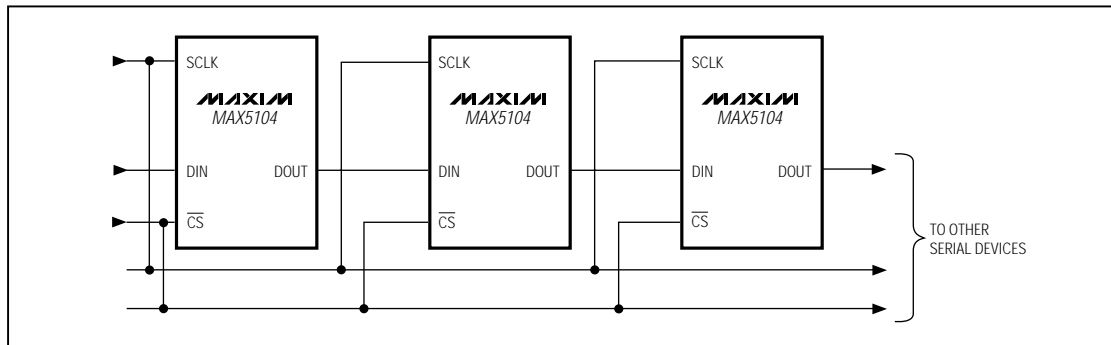 SCLK
MAXIM
MAX5104
DIN
DOUT
CS
SCLK
MAXIM
MAX5104
DIN
DOUT
CS
SCLK
MAXIM
MAX5104
DIN
DOUT
CS
TO OTHER
SERIAL DEVICES